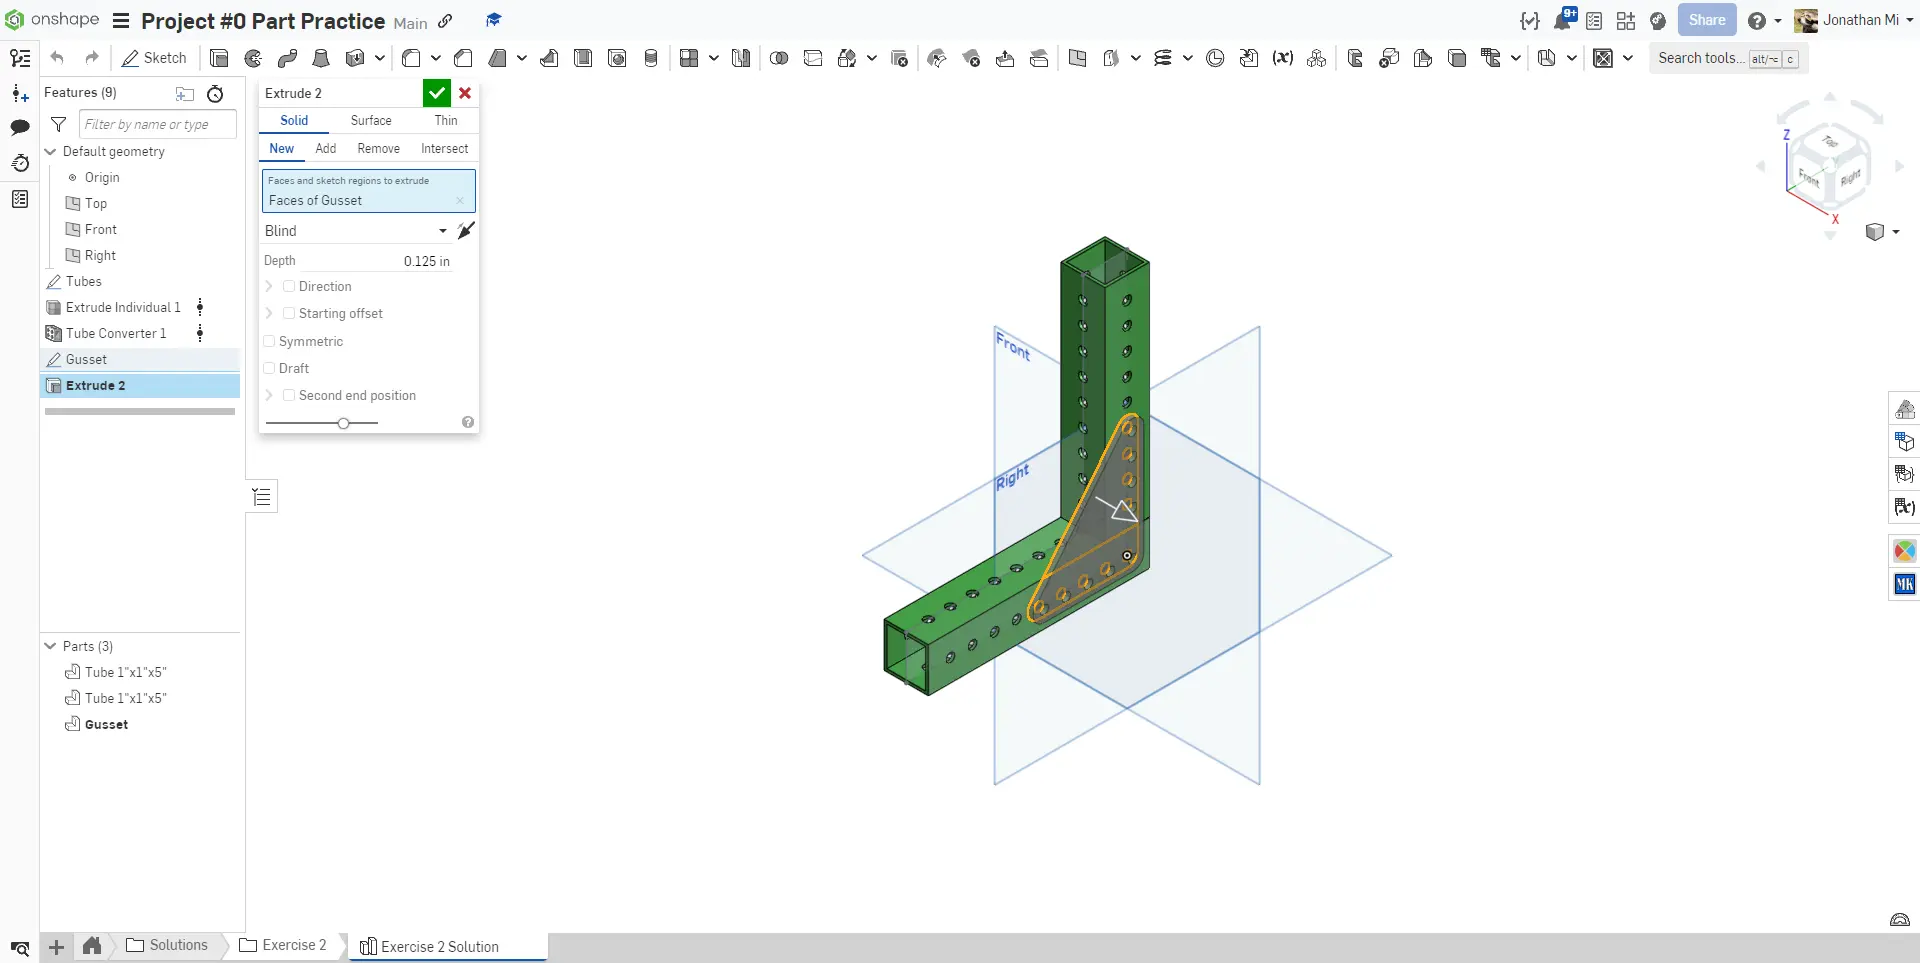 onshape
Project #0 Part Practice
Main
9+
Share
Jonathan Mi
Sketch
Search tools... alt/⌥ c
Features (9)
Filter by name or type
Default geometry
Origin
Top
Front
Right
Tubes
Extrude Individual 1
Tube Converter 1
Gusset
Extrude 2
Parts (3)
Tube 1"x1"x5"
Tube 1"x1"x5"
Gusset
Extrude 2
Solid
Surface
Thin
New
Add
Remove
Intersect
Faces and sketch regions to extrude
Faces of Gusset
Blind
Depth
0.125 in
Direction
Starting offset
Symmetric
Draft
Second end position
Front
Right
Z
Top
Front
Right
X
MK
Solutions
Exercise 2
Exercise 2 Solution